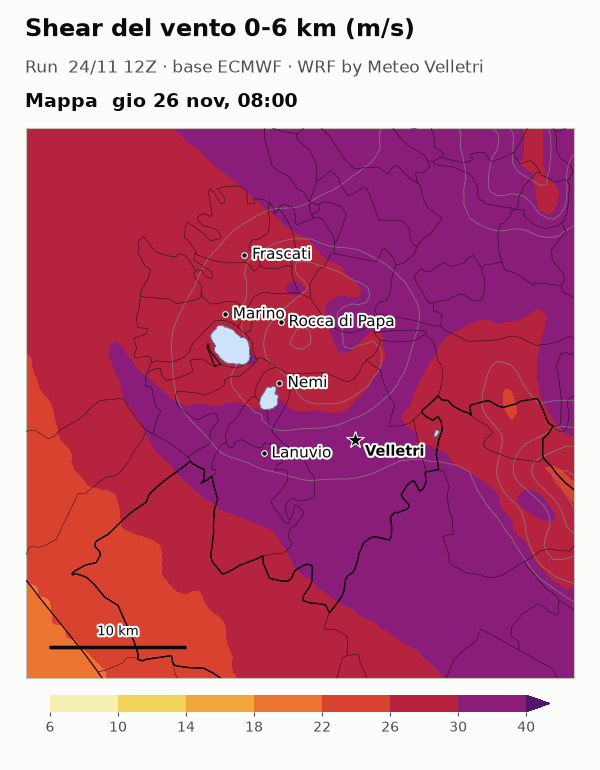 Shear del vento 0-6 km (m/s)
Run  24/11 12Z · base ECMWF · WRF by Meteo Velletri
Mappa  gio 26 nov, 08:00
Frascati
Marino
Rocca di Papa
Nemi
Velletri
Lanuvio
10 km
6 10 14 18 22 26 30 40